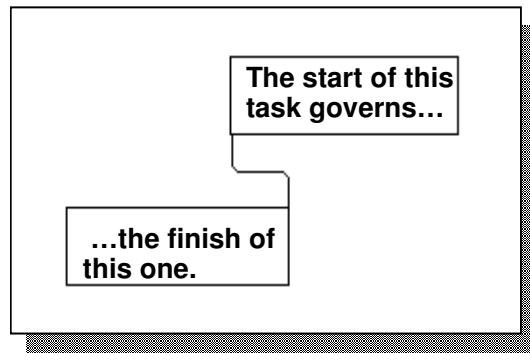 The start of this
task governs…
…the finish of
this one.